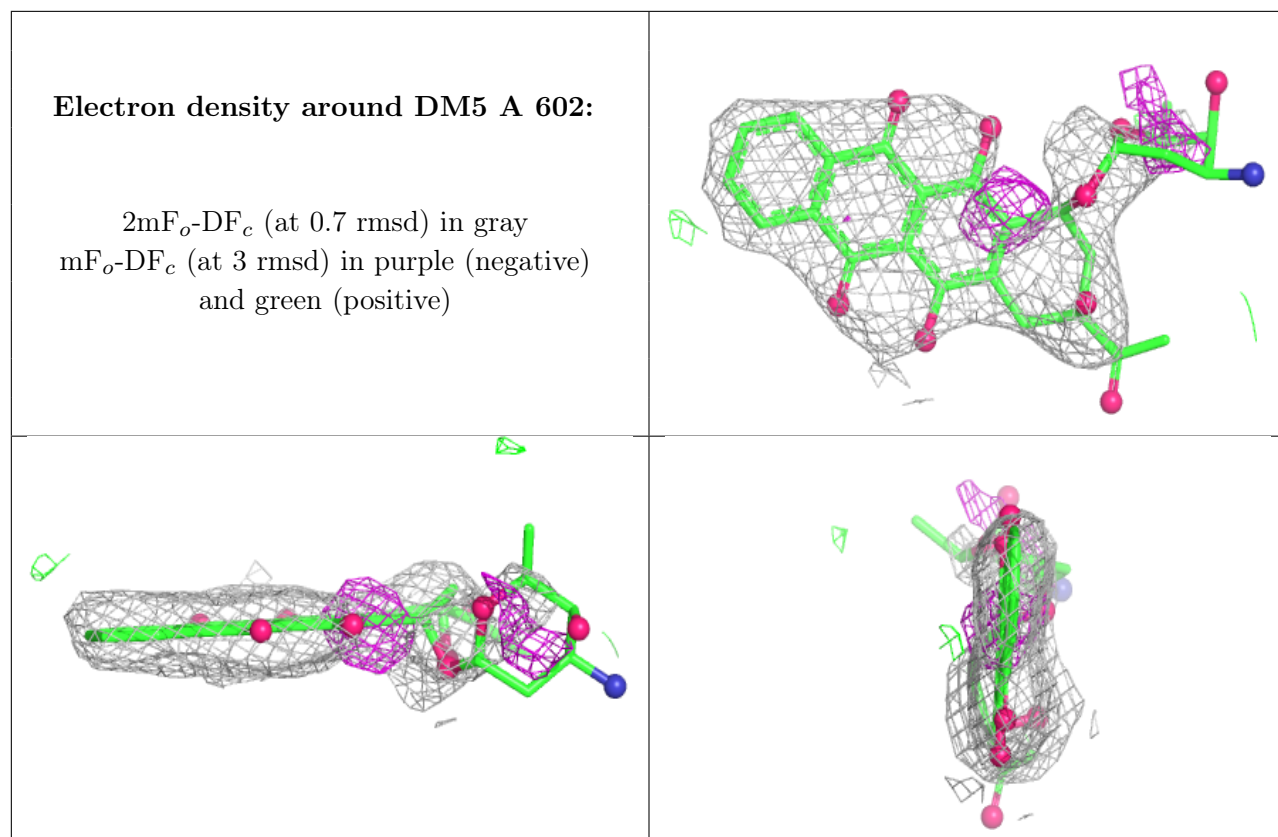 Electron density around DM5 A 602:
2mFo-DFc (at 0.7 rmsd) in gray
mFo-DFc (at 3 rmsd) in purple (negative)
and green (positive)